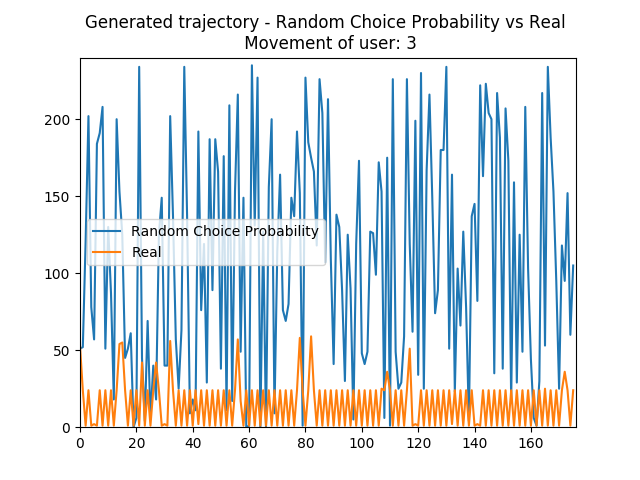 Generated trajectory - Random Choice Probability vs Real
Movement of user: 3
200
150
100
50
0
Random Choice Probability
Real
0 20 40 60 80 100 120 140 160